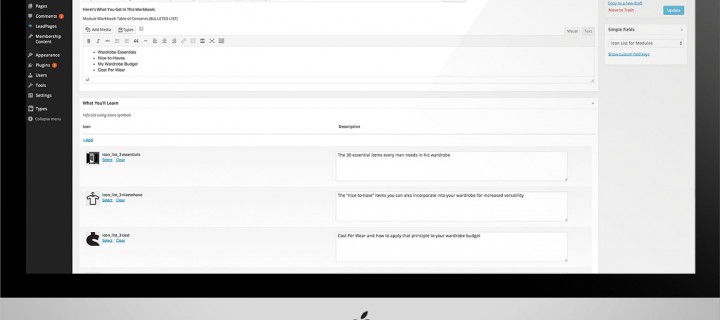 Pages
Comments 1
LeadPages
Membership Content
Appearance
Plugins
Users
Tools
Settings
Types
Collapse menu
Here's What You Get In This Workbook:
Module Workbook Table of Contents (BULLETED LIST)
Add Media
Types
Visual
Text
Wardrobe Essentials
Nice-to-Haves
My Wardrobe Budget
Cost Per Wear
ul
What You'll Learn
Info list using icons symbols
Icon
Description
+Add
icon_list_3essentials
Select Clear
The 30 essential items every man needs in his wardrobe
icon_list_3nicetohave
Select Clear
The "nice-to-have" items you can also incorporate into your wardrobe for increased versatility
icon_list_3cost
Select Clear
Cost Per Wear and how to apply that principle to your wardrobe budget
Copy to a new draft
Move to Trash
Update
Simple Fields
Icon List for Modules
Show custom field keys